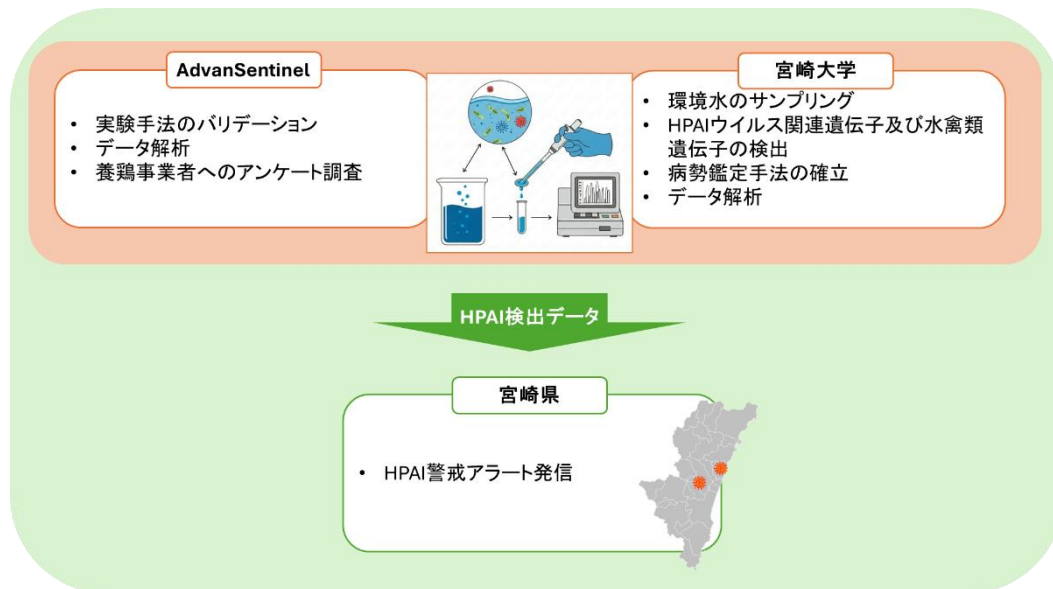 AdvanSentinel
• 実験手法のバリデーション
• データ解析
• 養鶏事業者へのアンケート調査
宮崎大学
• 環境水のサンプリング
• HPAIウイルス関連遺伝子及び水禽類
遺伝子の検出
• 病勢鑑定手法の確立
• データ解析
HPAI検出データ
宮崎県
• HPAI警戒アラート発信